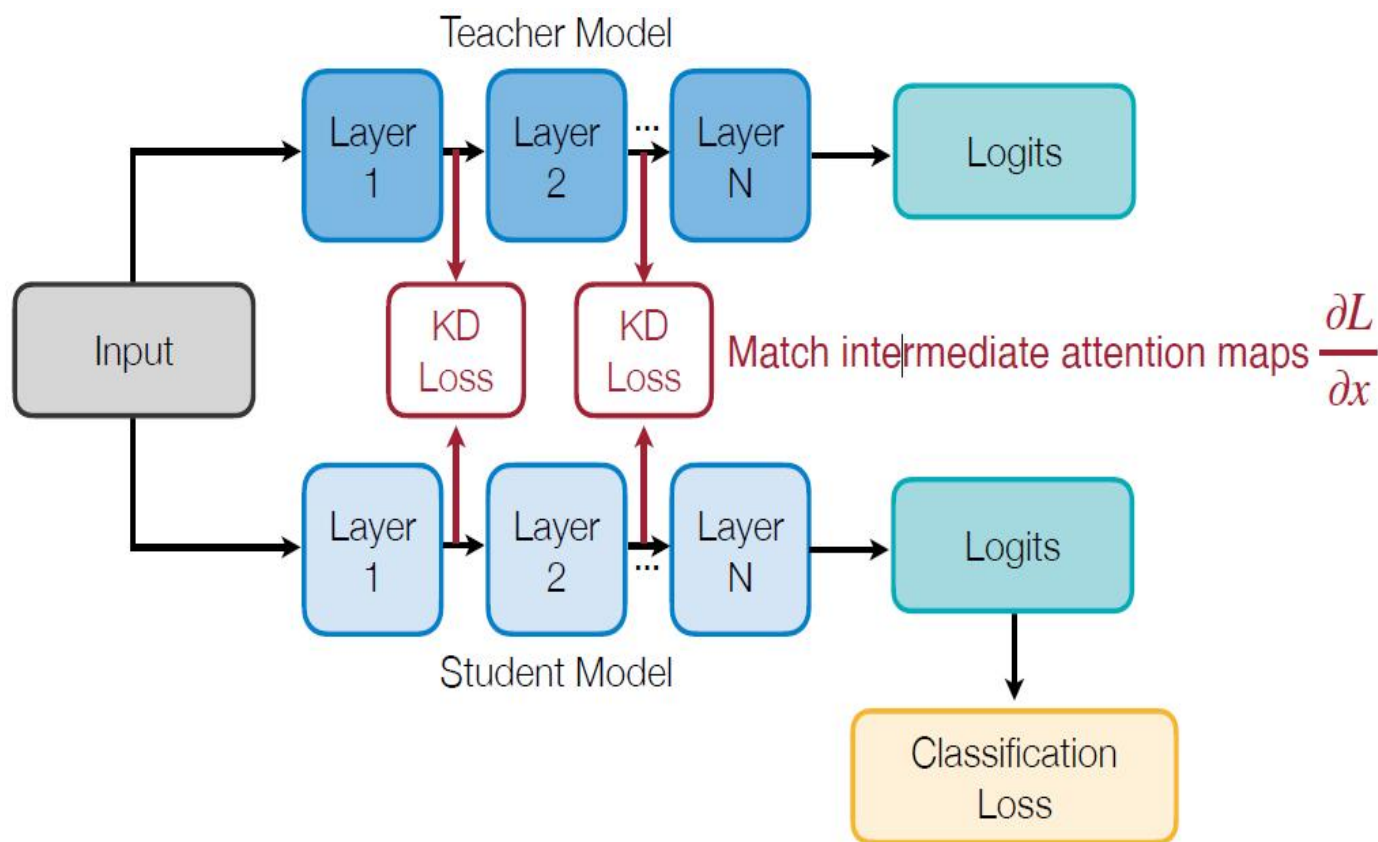 Teacher Model
Layer
1
Layer
2
...
Layer
N
Logits
Input
KD
Loss
KD
Loss
Match intermediate attention maps ∂L/∂x
Layer
1
Layer
2
...
Layer
N
Logits
Student Model
Classification
Loss